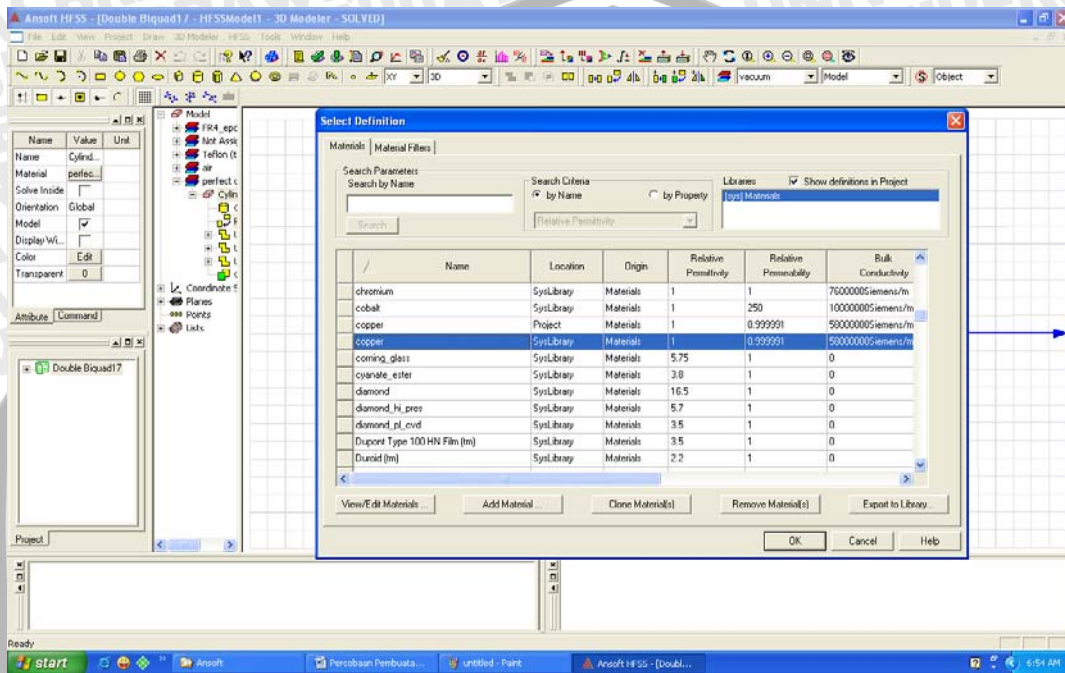 Ansoft HFSS - [Double Biquad17 - HFSSModel1 - 3D Modeler - SOLVED]
File Edit View Project Draw 3D Modeler HFSS Tools Window Help
XY 3D vacuum Model Object
Name Value Unit
Name Cylind...
Material perfec...
Solve Inside
Orientation Global
Model
Display Wi...
Color Edit
Transparent 0
Attribute Command
Double Biquad17
Project
Model
FR4_epo
Not Assig
Teflon (t
air
perfect c
Cylin
Coordinate S
Planes
Points
Lists
Select Definition
Materials Material Filters
Search Parameters
Search by Name
Search
Search Criteria
by Name by Property
Relative Permittivity
Libraries Show definitions in Project
[sys] Materials
/ Name Location Origin Relative Permittivity Relative Permeability Bulk Conductivity
chromium SysLibrary Materials 1 1 7600000Siemens/m
cobalt SysLibrary Materials 1 250 10000000Siemens/m
copper Project Materials 1 0.999991 58000000Siemens/m
copper SysLibrary Materials 1 0.999991 58000000Siemens/m
corning_glass SysLibrary Materials 5.75 1 0
cyanate_ester SysLibrary Materials 3.8 1 0
diamond SysLibrary Materials 16.5 1 0
diamond_hi_pres SysLibrary Materials 5.7 1 0
diamond_pl_cvd SysLibrary Materials 3.5 1 0
Dupont Type 100 HN Film (tm) SysLibrary Materials 3.5 1 0
Duroid (tm) SysLibrary Materials 2.2 1 0
View/Edit Materials ... Add Material ... Clone Material(s) Remove Material(s) Export to Library...
OK Cancel Help
Ready
start Ansoft Percobaan Pembuata... untitled - Paint Ansoft HFSS - [Doubl... 6:54 AM